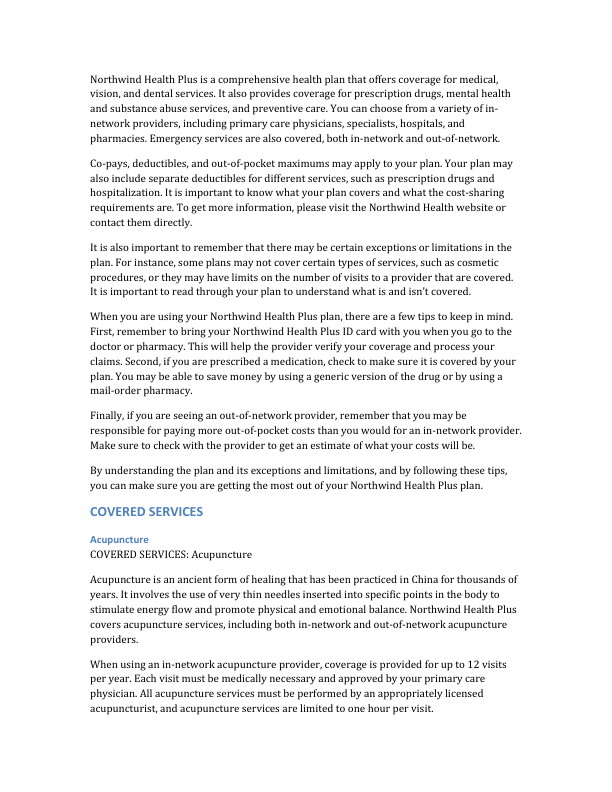 Northwind Health Plus is a comprehensive health plan that offers coverage for medical,
vision, and dental services. It also provides coverage for prescription drugs, mental health
and substance abuse services, and preventive care. You can choose from a variety of in-
network providers, including primary care physicians, specialists, hospitals, and
pharmacies. Emergency services are also covered, both in-network and out-of-network.
Co-pays, deductibles, and out-of-pocket maximums may apply to your plan. Your plan may
also include separate deductibles for different services, such as prescription drugs and
hospitalization. It is important to know what your plan covers and what the cost-sharing
requirements are. To get more information, please visit the Northwind Health website or
contact them directly.
It is also important to remember that there may be certain exceptions or limitations in the
plan. For instance, some plans may not cover certain types of services, such as cosmetic
procedures, or they may have limits on the number of visits to a provider that are covered.
It is important to read through your plan to understand what is and isn't covered.
When you are using your Northwind Health Plus plan, there are a few tips to keep in mind.
First, remember to bring your Northwind Health Plus ID card with you when you go to the
doctor or pharmacy. This will help the provider verify your coverage and process your
claims. Second, if you are prescribed a medication, check to make sure it is covered by your
plan. You may be able to save money by using a generic version of the drug or by using a
mail-order pharmacy.
Finally, if you are seeing an out-of-network provider, remember that you may be
responsible for paying more out-of-pocket costs than you would for an in-network provider.
Make sure to check with the provider to get an estimate of what your costs will be.
By understanding the plan and its exceptions and limitations, and by following these tips,
you can make sure you are getting the most out of your Northwind Health Plus plan.
COVERED SERVICES
Acupuncture
COVERED SERVICES: Acupuncture
Acupuncture is an ancient form of healing that has been practiced in China for thousands of
years. It involves the use of very thin needles inserted into specific points in the body to
stimulate energy flow and promote physical and emotional balance. Northwind Health Plus
covers acupuncture services, including both in-network and out-of-network acupuncture
providers.
When using an in-network acupuncture provider, coverage is provided for up to 12 visits
per year. Each visit must be medically necessary and approved by your primary care
physician. All acupuncture services must be performed by an appropriately licensed
acupuncturist, and acupuncture services are limited to one hour per visit.